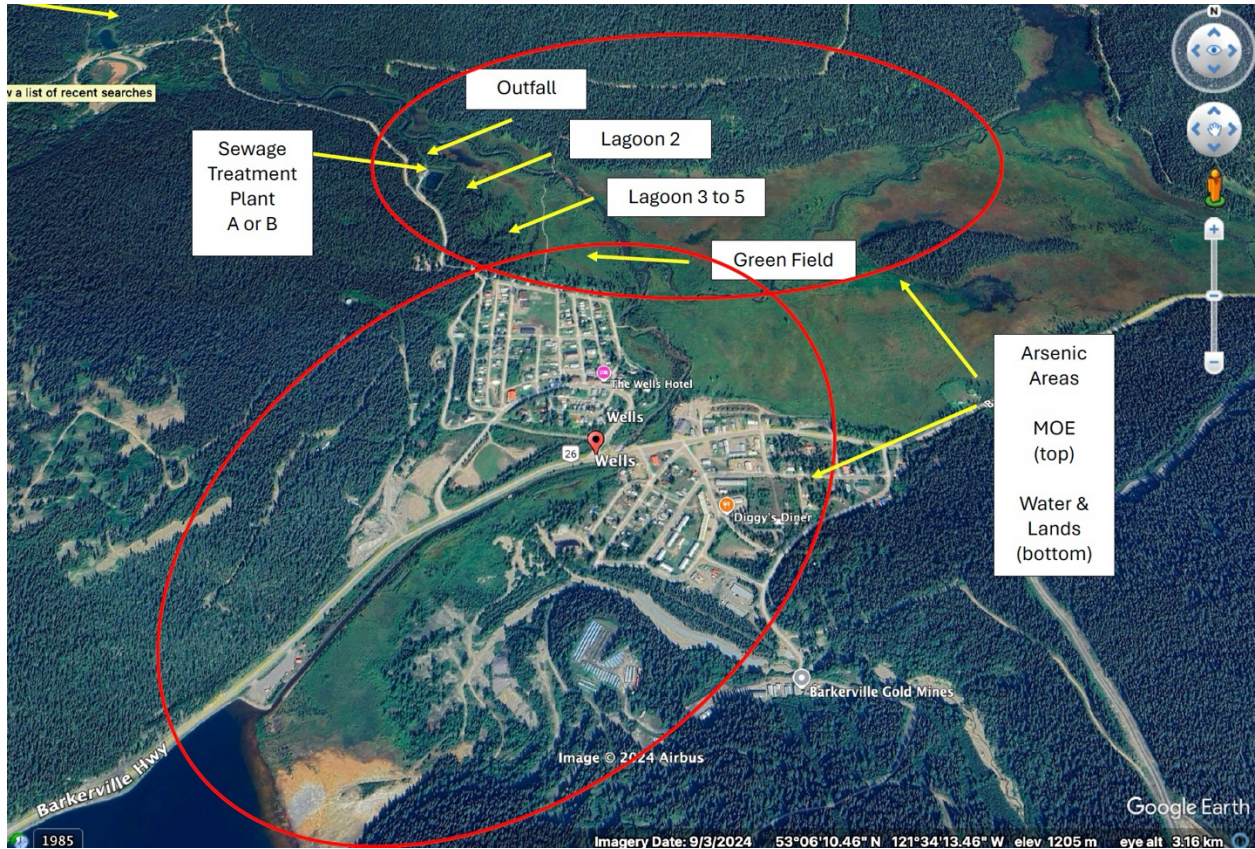 N
w a list of recent searches
Outfall
Lagoon 2
Sewage
Treatment
Plant
A or B
Lagoon 3 to 5
Green Field
Arsenic
Areas
MOE
(top)
Water &
Lands
(bottom)
The Wells Hotel
Wells
26
Wells
Diggy's Diner
Barkerville Gold Mines
Barkerville Hwy
Image © 2024 Airbus
Google Earth
1985
Imagery Date: 9/3/2024 53°06'10.46" N 121°34'13.46" W elev 1205 m eye alt 3.16 km